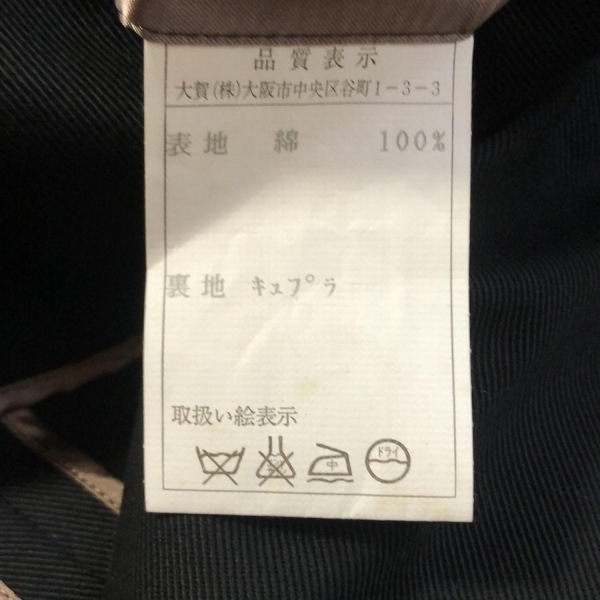 品質表示
大賀(株)大阪市中央区谷町1-3-3
表地 綿 100%
裏地 キュプラ
取扱い絵表示
中 ドライ